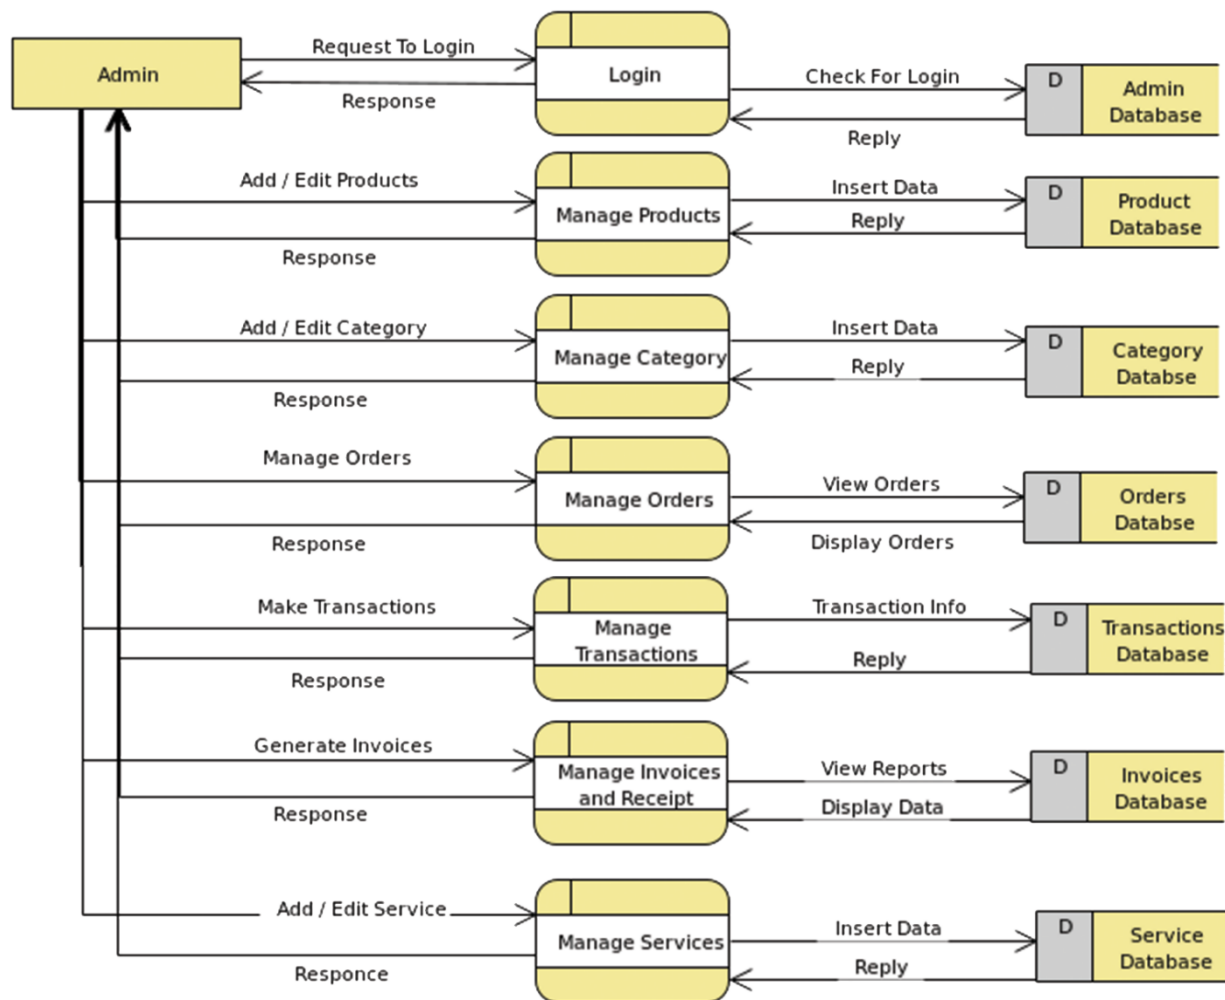 Request To Login
Admin
Login
Response
Check For Login
D
Admin
Database
Reply
Add / Edit Products
Manage Products
Response
Insert Data
Reply
D
Product
Database
Add / Edit Category
Manage Category
Response
Insert Data
Reply
D
Category
Databse
Manage Orders
Manage Orders
Response
View Orders
Display Orders
D
Orders
Databse
Make Transactions
Manage
Transactions
Response
Transaction Info
Reply
D
Transactions
Database
Generate Invoices
Manage Invoices
and Receipt
Response
View Reports
Display Data
D
Invoices
Database
Add / Edit Service
Manage Services
Responce
Insert Data
Reply
D
Service
Database